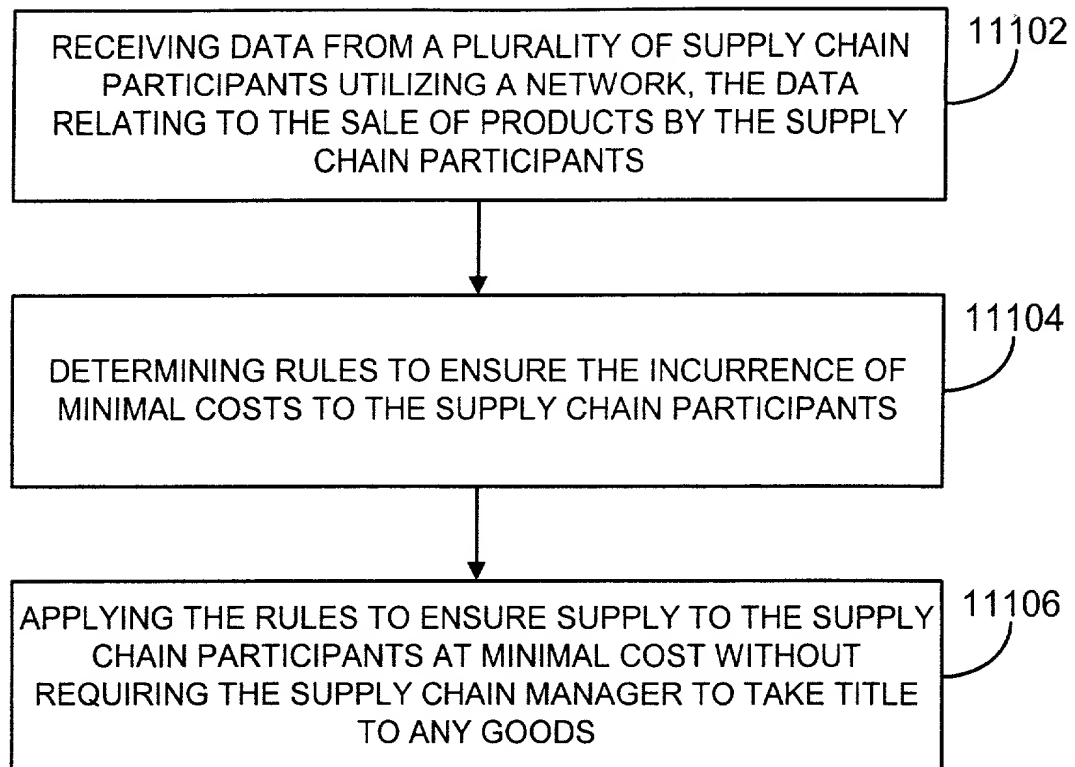 RECEIVING DATA FROM A PLURALITY OF SUPPLY CHAIN
PARTICIPANTS UTILIZING A NETWORK, THE DATA
RELATING TO THE SALE OF PRODUCTS BY THE SUPPLY
CHAIN PARTICIPANTS
11102
DETERMINING RULES TO ENSURE THE INCURRENCE OF
MINIMAL COSTS TO THE SUPPLY CHAIN PARTICIPANTS
11104
APPLYING THE RULES TO ENSURE SUPPLY TO THE SUPPLY
CHAIN PARTICIPANTS AT MINIMAL COST WITHOUT
REQUIRING THE SUPPLY CHAIN MANAGER TO TAKE TITLE
TO ANY GOODS
11106